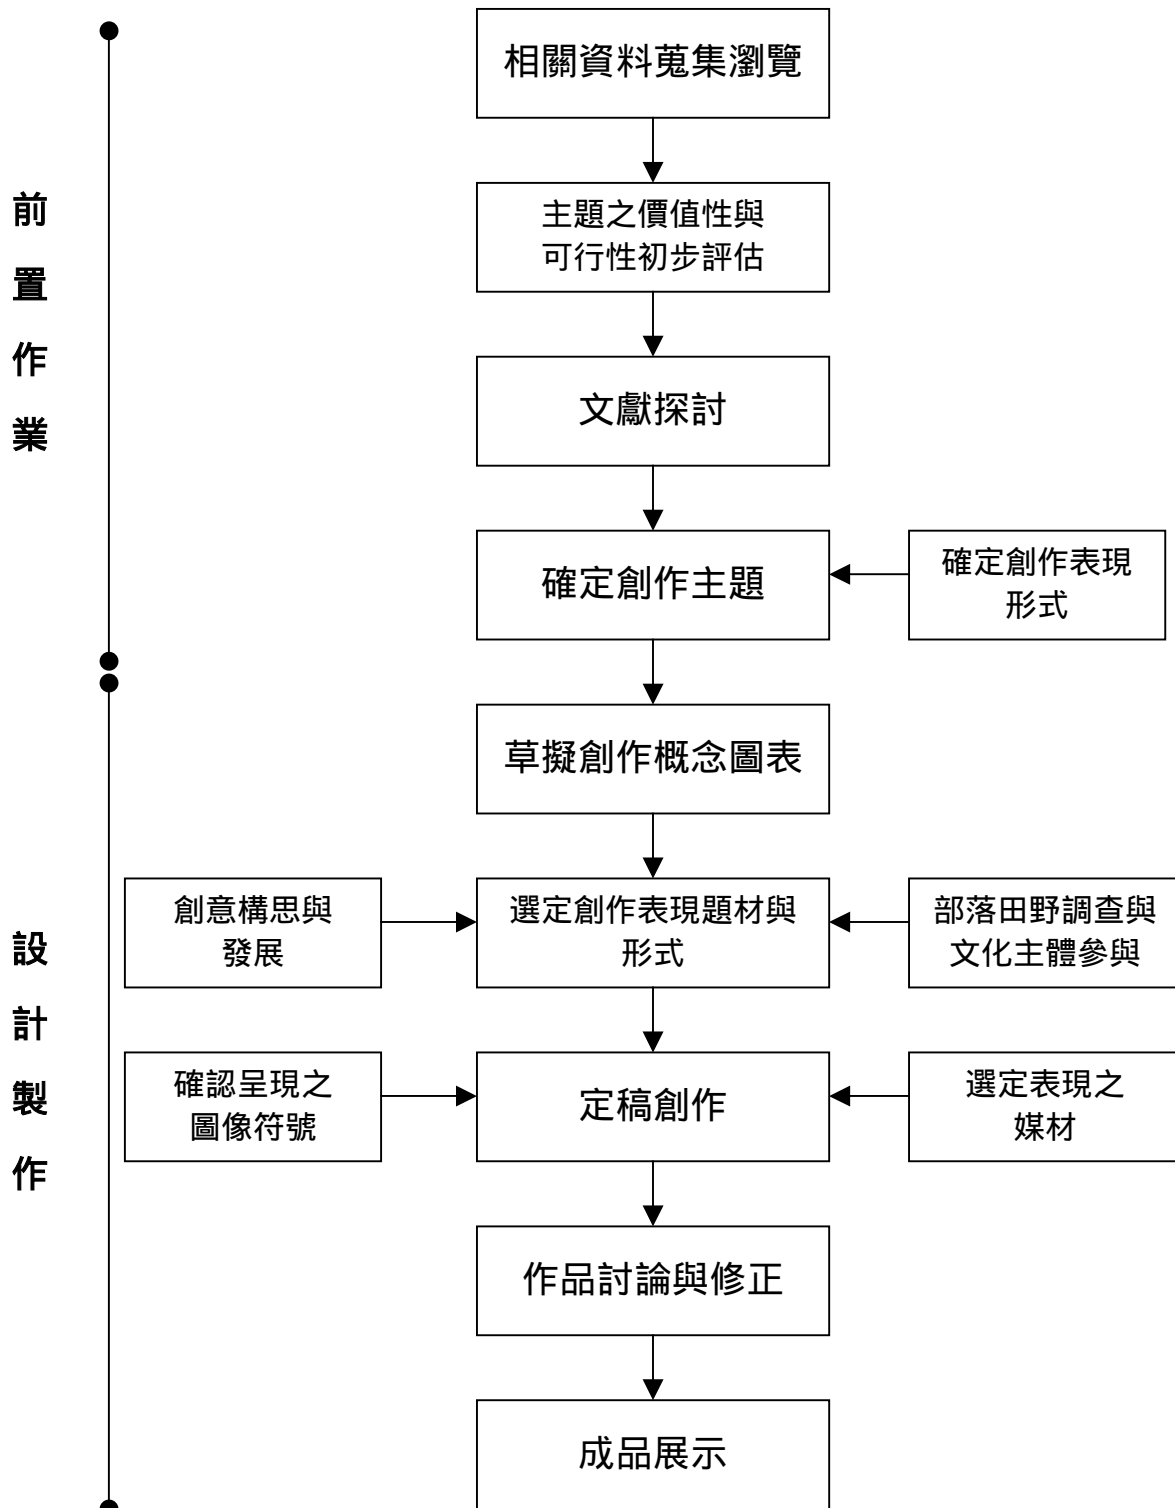 相關資料蒐集瀏覽
主題之價值性與
可行性初步評估
文獻探討
確定創作主題
確定創作表現
形式
前置作業
草擬創作概念圖表
創意構思與
發展
選定創作表現題材與
形式
部落田野調查與
文化主體參與
確認呈現之
圖像符號
定稿創作
選定表現之
媒材
作品討論與修正
成品展示
設計製作